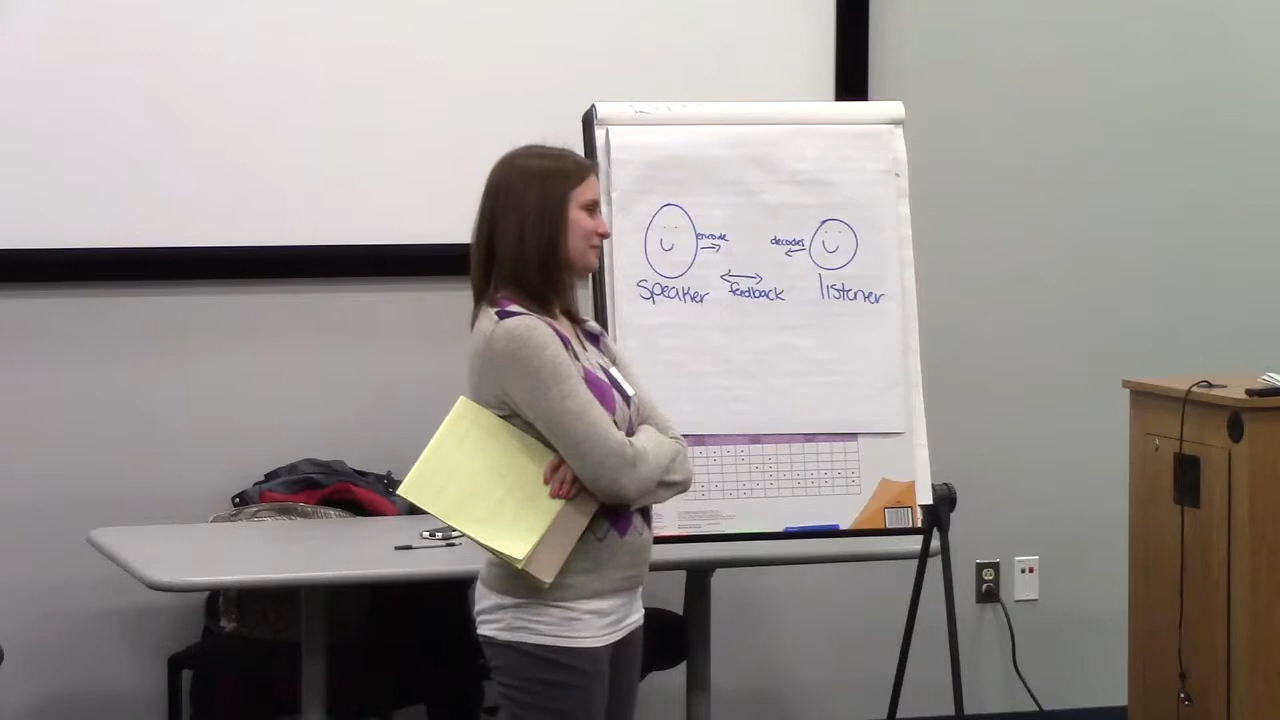 encode
decodes
speaker
feedback
listener